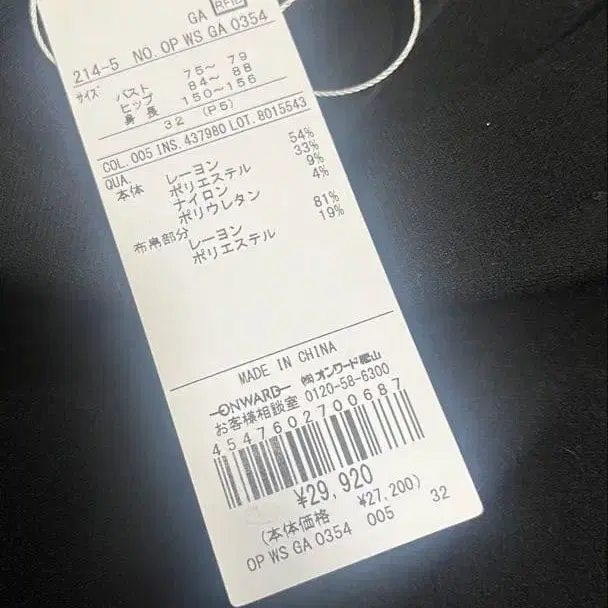 GA RFID
214-5 NO. OP WS GA 0354
サイズ バスト 75～ 79
ヒップ 84～ 88
身長 150～156
32 (P5)
COL. 005 INS. 437980 LOT. 8015543
QUA.
本体 レーヨン 54%
ポリエステル 33%
ナイロン 9%
ポリウレタン 4%
布帛部分 レーヨン 81%
ポリエステル 19%
MADE IN CHINA
ONWARD ㈱オンワード樫山
お客様相談室 0120-58-6300
4547602700687
¥29,920
(本体価格 ¥27,200)
OP WS GA 0354 005 32